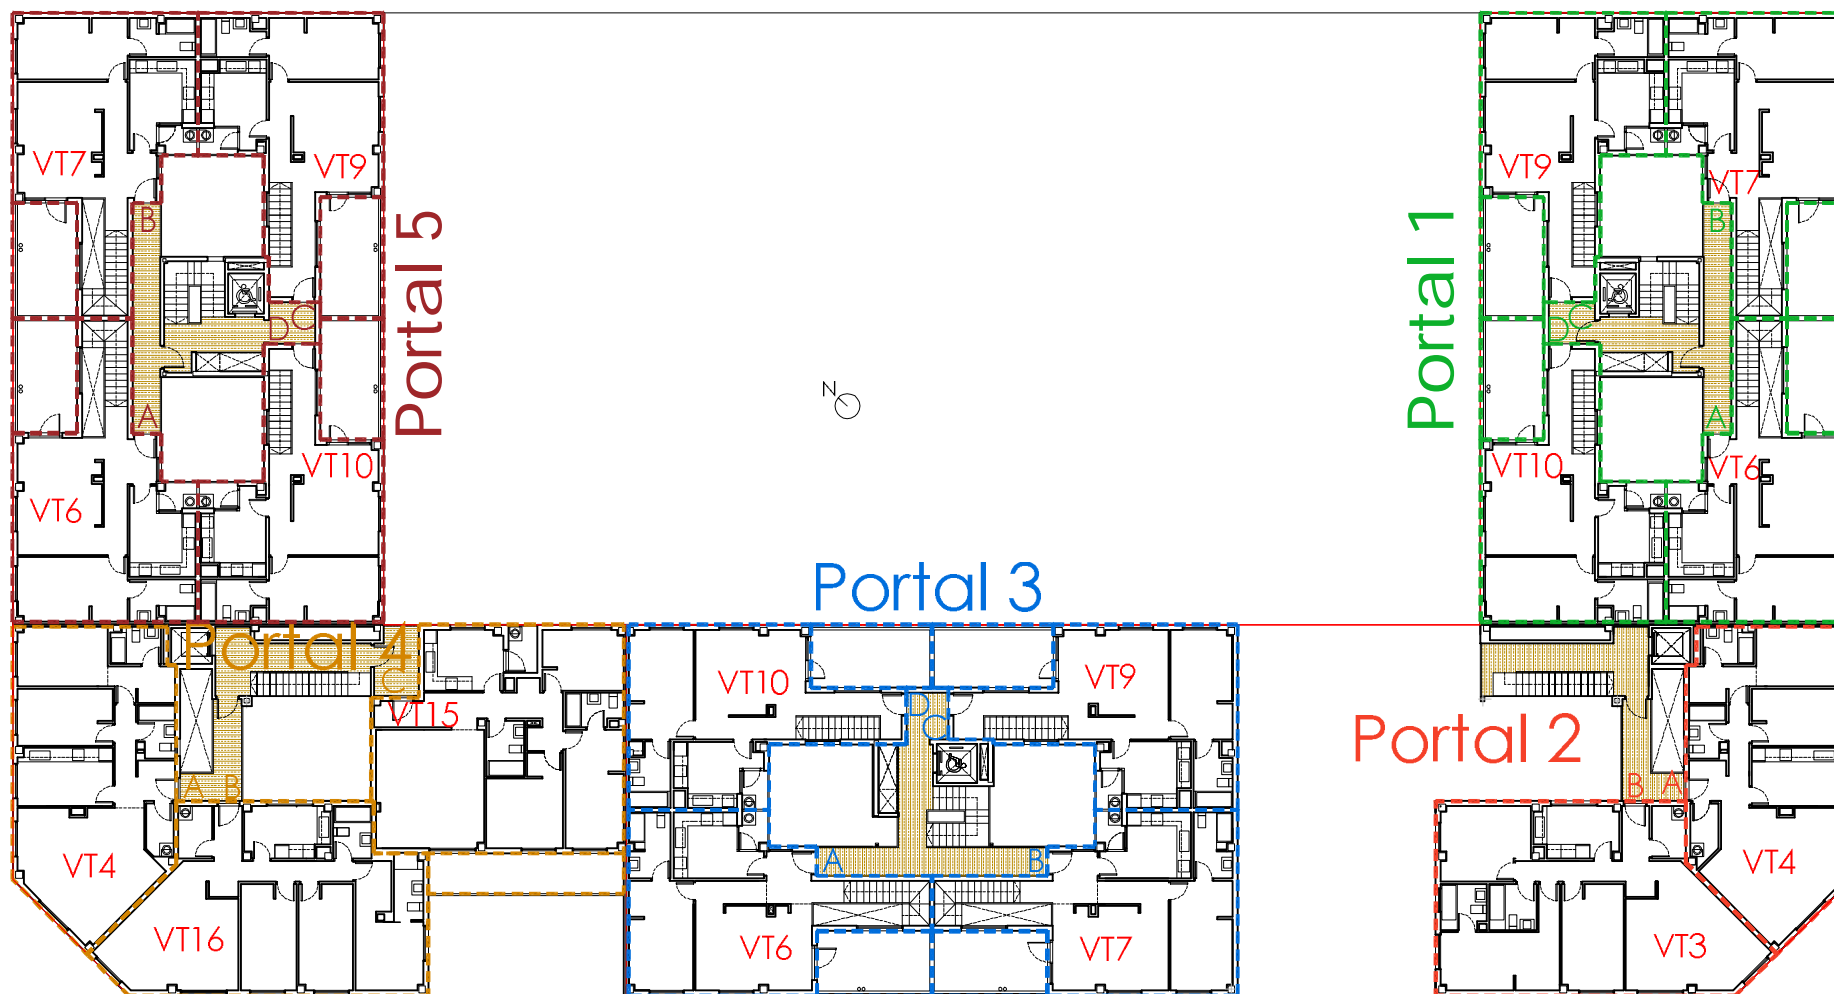 VT7
VT9
B
D C
A
VT6
VT10
Portal 5
N
VT9
VT7
B
D C
A
VT10
VT6
Portal 1
Portal 4
C
VT15
A B
VT4
VT16
Portal 3
VT10
VT9
D
C
A
B
VT6
VT7
Portal 2
B A
VT4
VT3